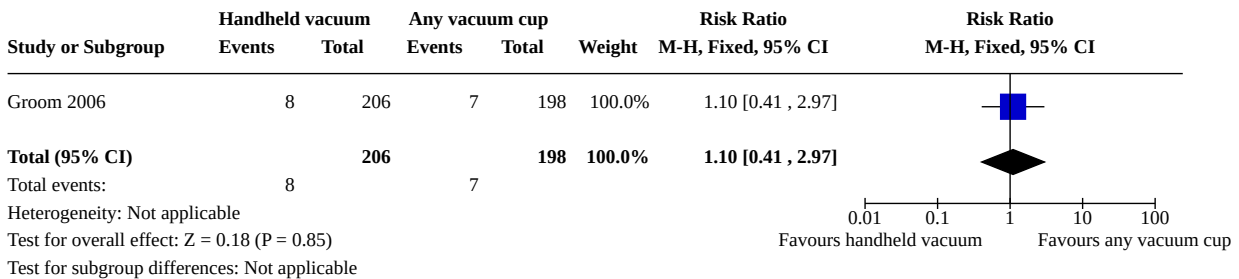 Handheld vacuum Any vacuum cup Risk Ratio Risk Ratio
Study or Subgroup Events Total Events Total Weight M-H, Fixed, 95% CI M-H, Fixed, 95% CI
Groom 2006 8 206 7 198 100.0% 1.10 [0.41 , 2.97]
Total (95% CI) 206 198 100.0% 1.10 [0.41 , 2.97]
Total events: 8 7
Heterogeneity: Not applicable
0.01 0.1 1 10 100
Test for overall effect: Z = 0.18 (P = 0.85) Favours handheld vacuum Favours any vacuum cup
Test for subgroup differences: Not applicable